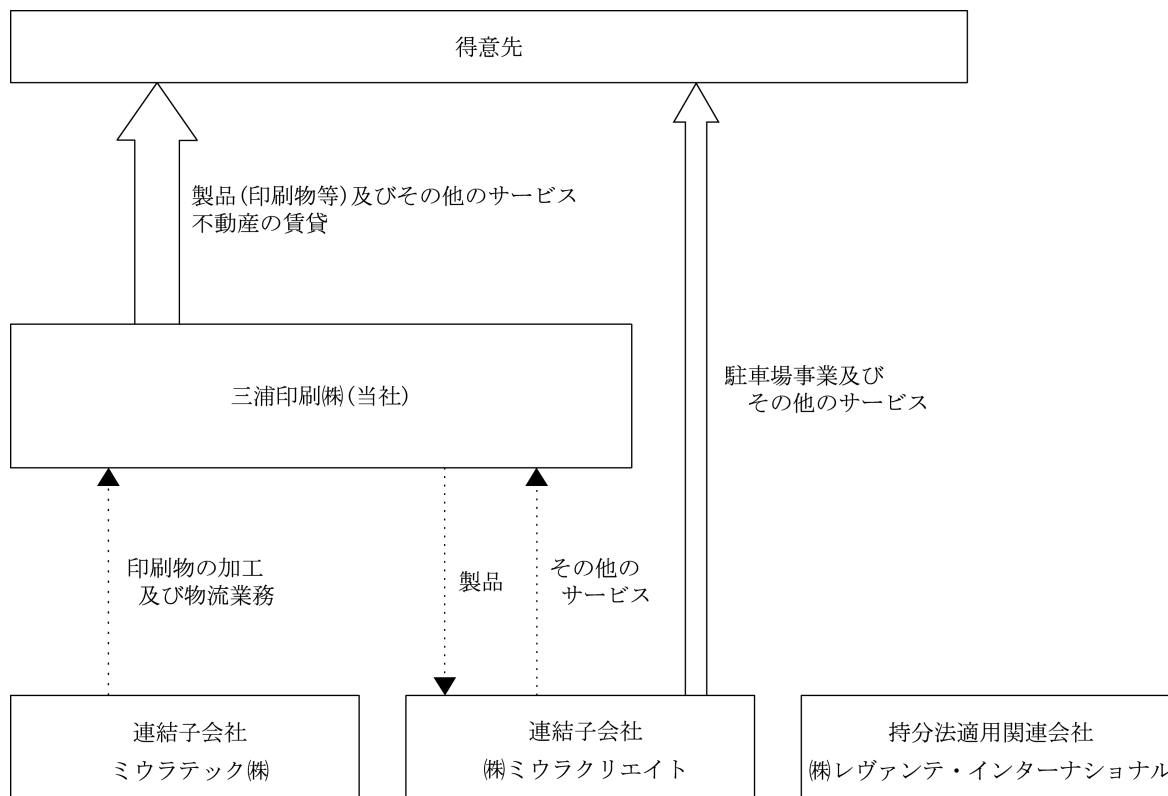 得意先
製品(印刷物等)及びその他のサービス
不動産の賃貸
三浦印刷㈱(当社)
駐車場事業及び
その他のサービス
印刷物の加工
及び物流業務
製品
その他の
サービス
連結子会社
ミウラテック㈱
連結子会社
㈱ミウラクリエイト
持分法適用関連会社
㈱レヴァンテ・インターナショナル